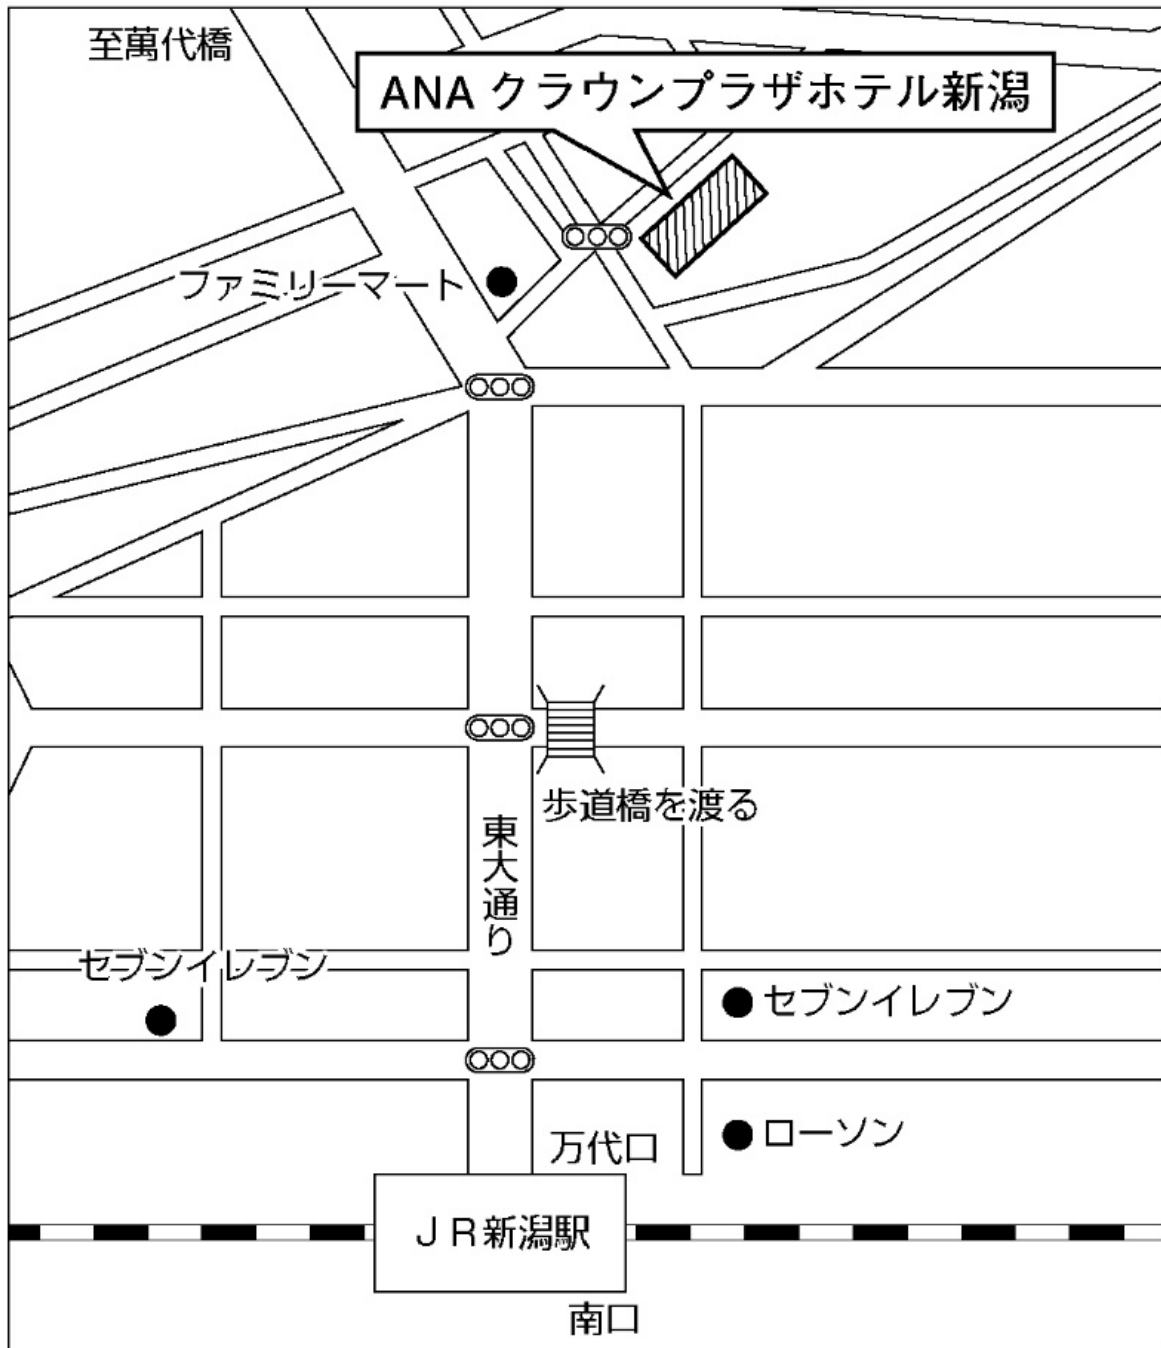 至萬代橋
ANA クラウンプラザホテル新潟
ファミリーマート
歩道橋を渡る
東大通り
セブンイレブン
セブンイレブン
ローソン
万代口
ＪＲ新潟駅
南口